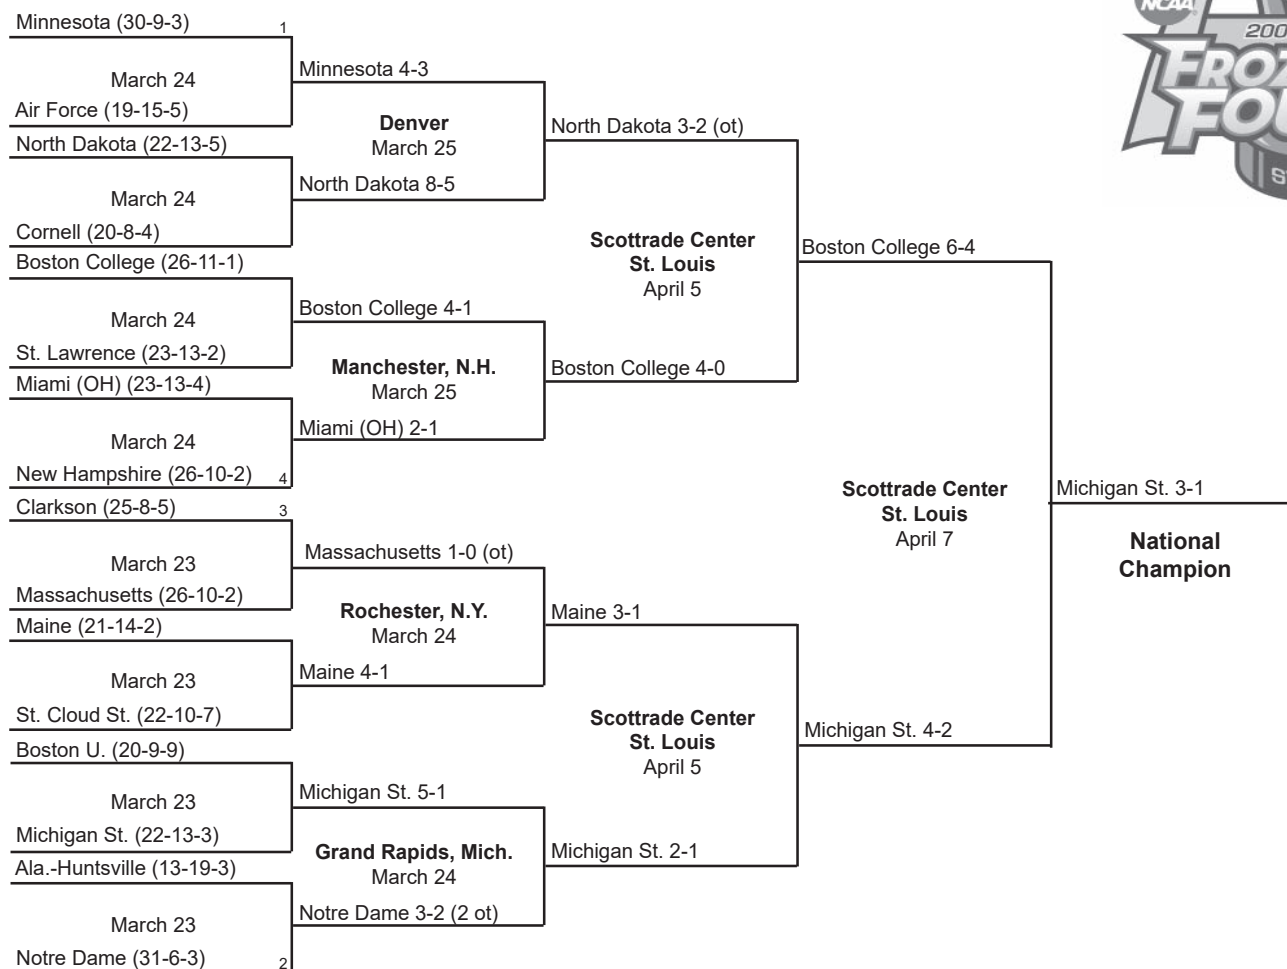 Minnesota (30-9-3) 1
March 24
Air Force (19-15-5)
North Dakota (22-13-5)
March 24
Cornell (20-8-4)
Boston College (26-11-1)
March 24
St. Lawrence (23-13-2)
Miami (OH) (23-13-4)
March 24
New Hampshire (26-10-2) 4
Clarkson (25-8-5) 3
March 23
Massachusetts (26-10-2)
Maine (21-14-2)
March 23
St. Cloud St. (22-10-7)
Boston U. (20-9-9)
March 23
Michigan St. (22-13-3)
Ala.-Huntsville (13-19-3)
March 23
Notre Dame (31-6-3) 2
Minnesota 4-3
Denver
March 25
North Dakota 8-5
Boston College 4-1
Manchester, N.H.
March 25
Miami (OH) 2-1
Massachusetts 1-0 (ot)
Rochester, N.Y.
March 24
Maine 4-1
Michigan St. 5-1
Grand Rapids, Mich.
March 24
Notre Dame 3-2 (2 ot)
North Dakota 3-2 (ot)
Scottrade Center
St. Louis
April 5
Boston College 4-0
Maine 3-1
Scottrade Center
St. Louis
April 5
Michigan St. 2-1
Boston College 6-4
Scottrade Center
St. Louis
April 7
Michigan St. 4-2
Michigan St. 3-1
National
Champion
NCAA